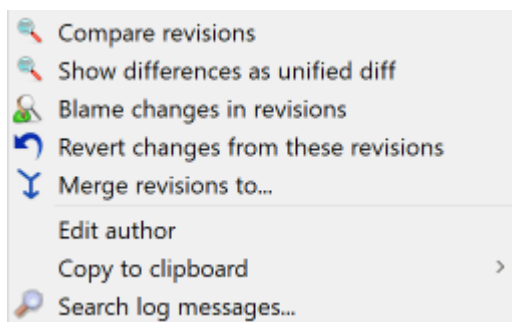 Compare revisions
Show differences as unified diff
Blame changes in revisions
Revert changes from these revisions
Merge revisions to...
Edit author
Copy to clipboard
Search log messages...